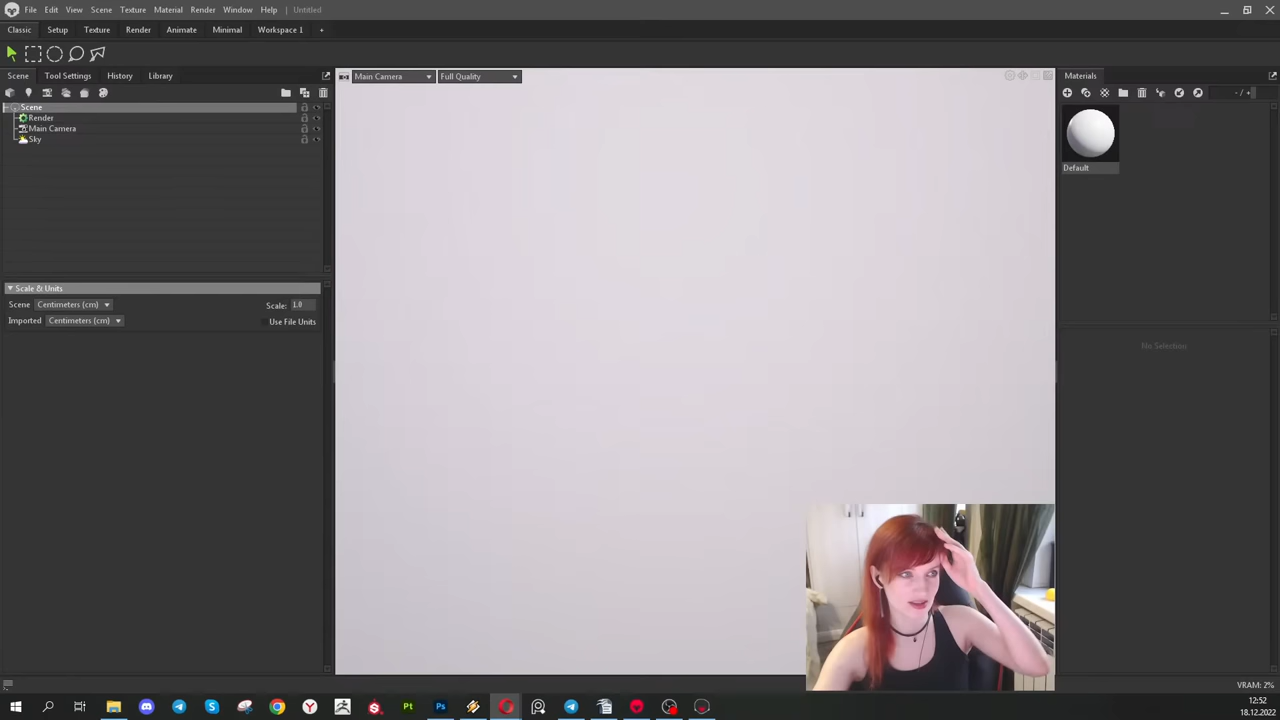 File Edit View Scene Texture Material Render Window Help Untitled
Classic Setup Texture Render Animate Minimal Workspace 1 +
Scene Tool Settings History Library
Main Camera Full Quality
Materials
- / +
Scene
Render
Main Camera
Sky
Default
Scale & Units
Scene Centimeters (cm) Scale: 1.0
Imported Centimeters (cm) Use File Units
No Selection
VRAM: 2%
Pt Ps
12:52
18.12.2022